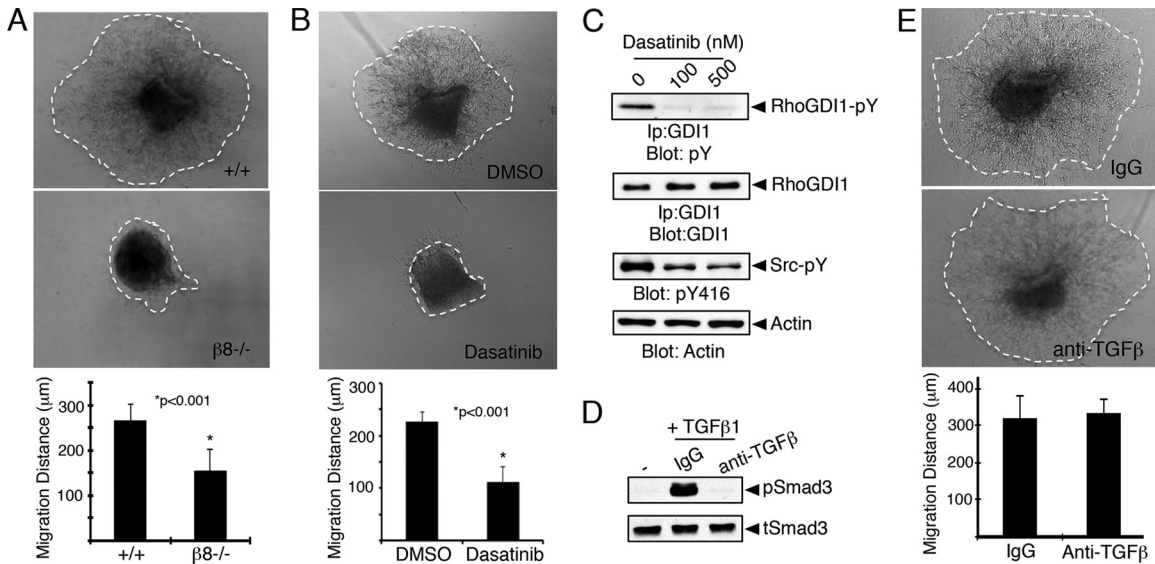 A
+/+
β8-/-
Migration Distance (μm)
300
200
100
*p<0.001
*
+/+
β8-/-
B
DMSO
Dasatinib
Migration Distance (μm)
300
200
100
*p<0.001
*
DMSO
Dasatinib
C
Dasatinib (nM)
0 100 500
RhoGDI1-pY
Ip:GDI1
Blot: pY
RhoGDI1
Ip:GDI1
Blot:GDI1
Src-pY
Blot: pY416
Actin
Blot: Actin
D
+ TGFβ1
- IgG anti-TGFβ
pSmad3
tSmad3
E
IgG
anti-TGFβ
Migration Distance (μm)
400
300
200
100
IgG
Anti-TGFβ